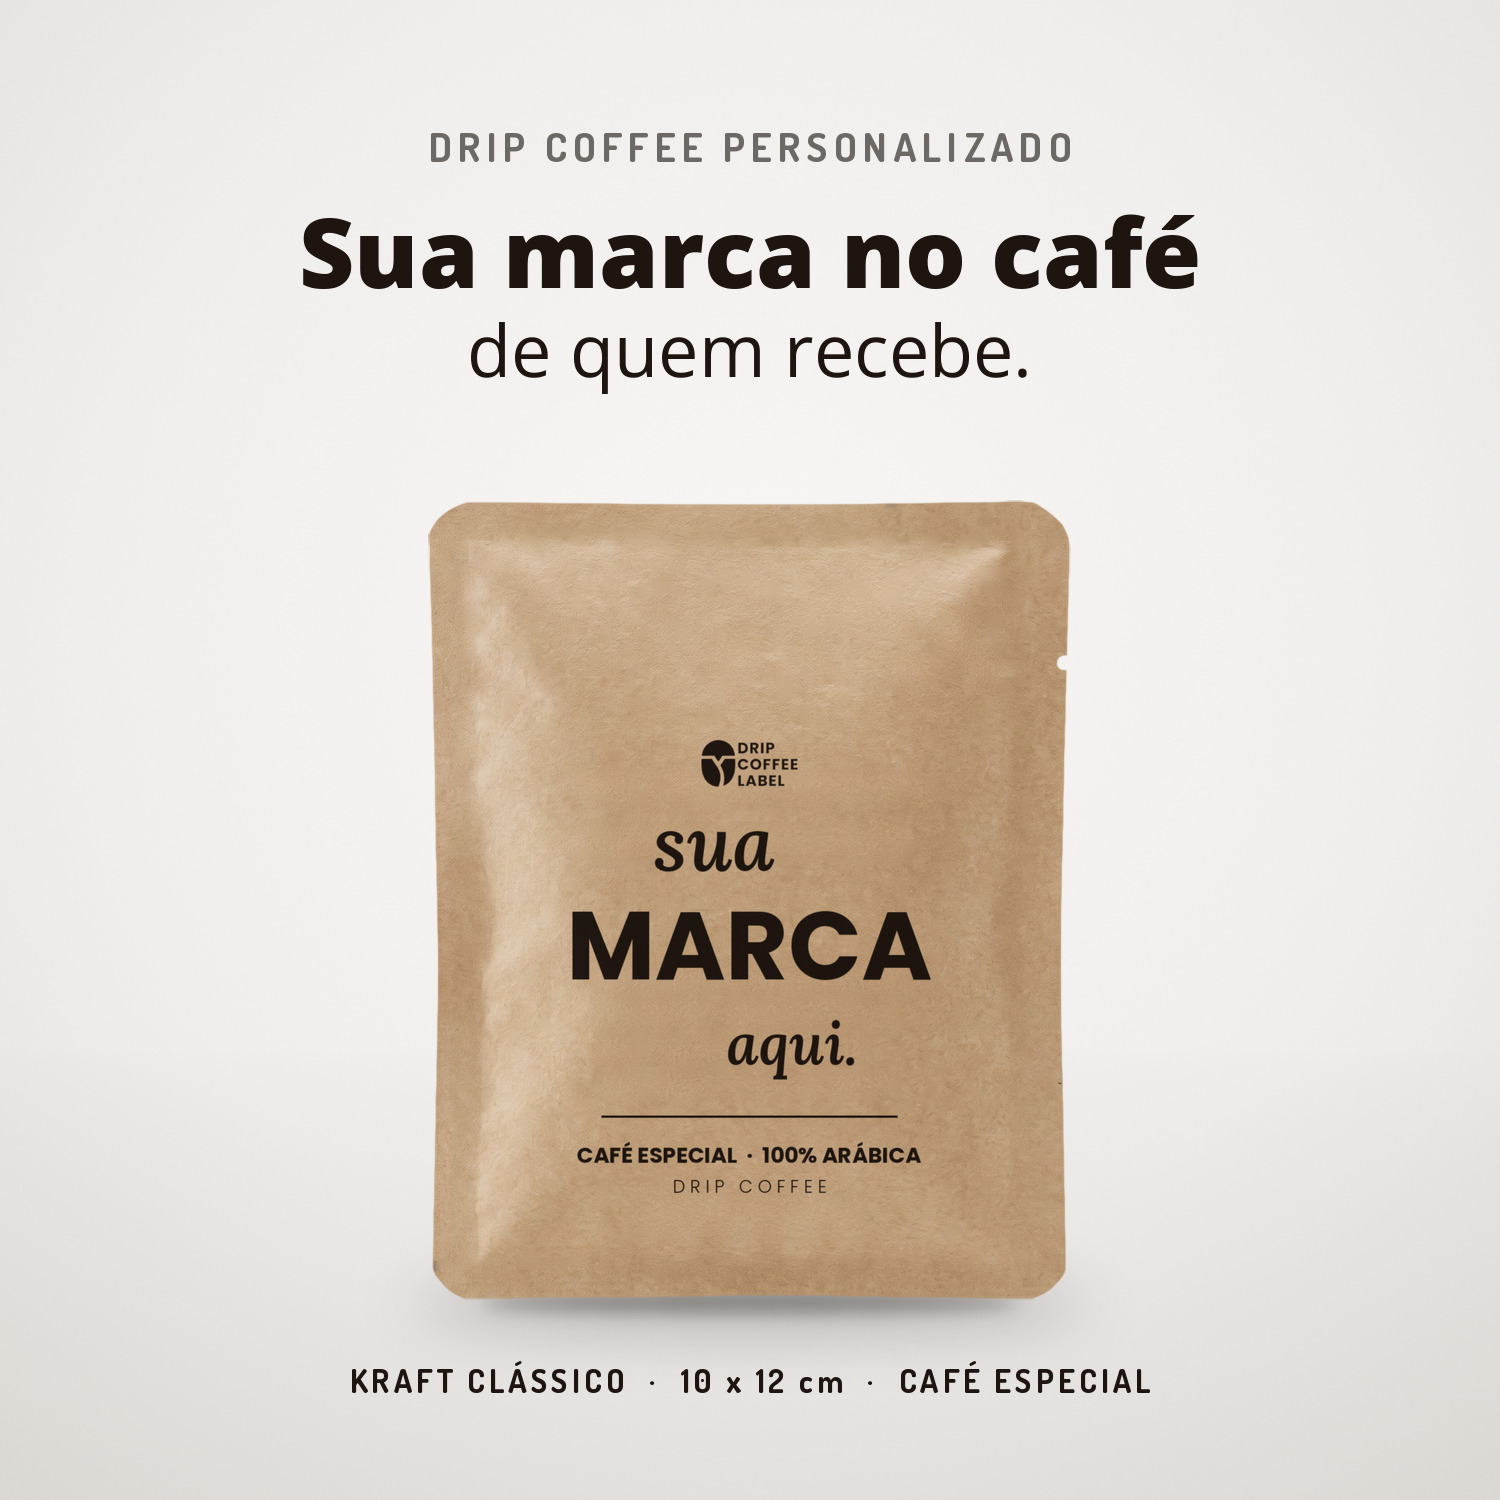 DRIP COFFEE PERSONALIZADO
Sua marca no café
de quem recebe.
DRIP
COFFEE
LABEL
sua
MARCA
aqui.
CAFÉ ESPECIAL · 100% ARÁBICA
DRIP COFFEE
KRAFT CLÁSSICO · 10 x 12 cm · CAFÉ ESPECIAL